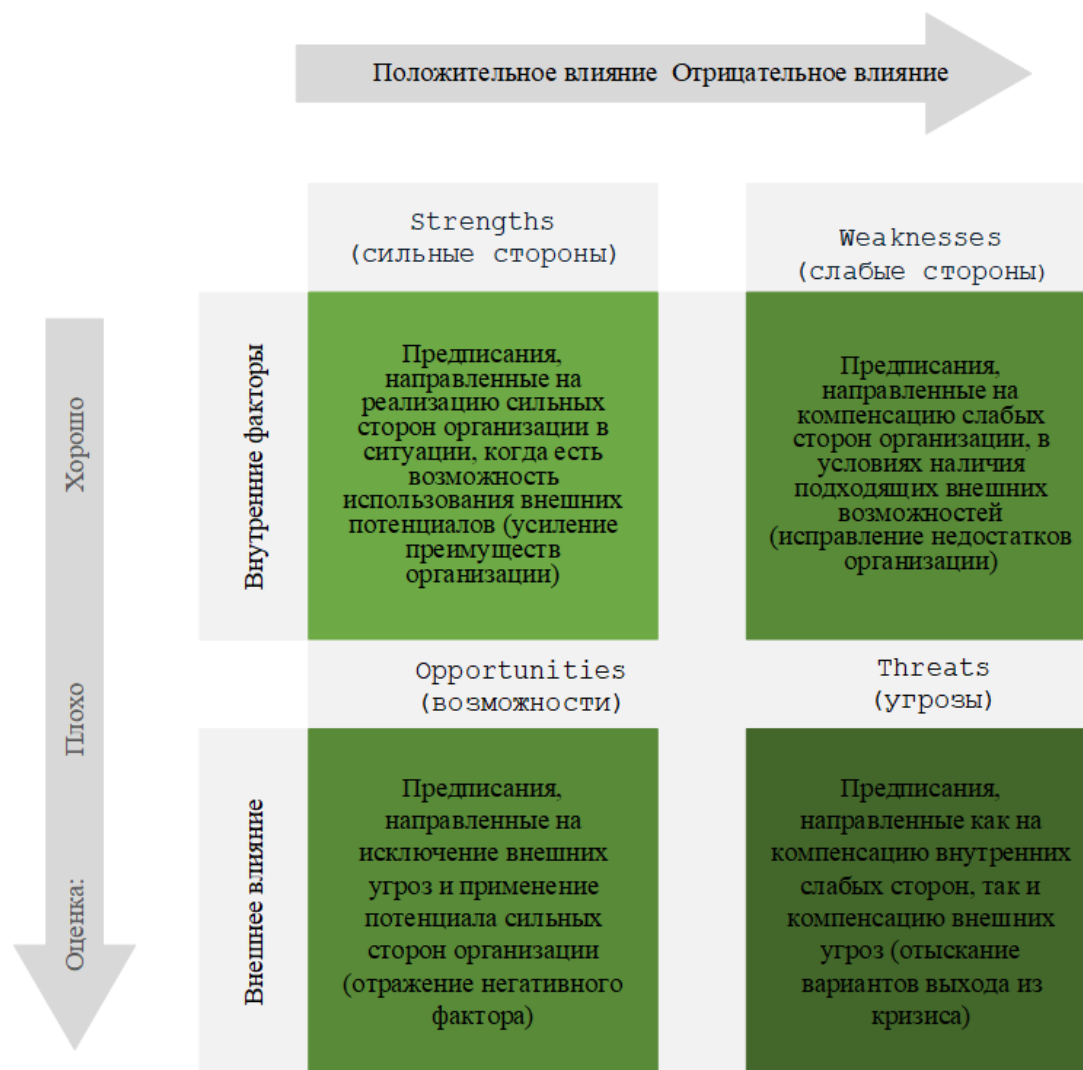 Положительное влияние Отрицательное влияние
Strengths
(сильные стороны)
Weaknesses
(слабые стороны)
Хорошо
Плохо
Оценка:
Внутренние факторы
Предписания,
направленные на
реализацию сильных
сторон организации в
ситуации, когда есть
возможность
использования внешних
потенциалов (усиление
преимуществ
организации)
Предписания,
направленные на
компенсацию слабых
сторон организации, в
условиях наличия
подходящих внешних
возможностей
(исправление недостатков
организации)
Opportunities
(возможности)
Threats
(угрозы)
Внешнее влияние
Предписания,
направленные на
исключение внешних
угроз и применение
потенциала сильных
сторон организации
(отражение негативного
фактора)
Предписания,
направленные как на
компенсацию внутренних
слабых сторон, так и
компенсацию внешних
угроз (отыскание
вариантов выхода из
кризиса)